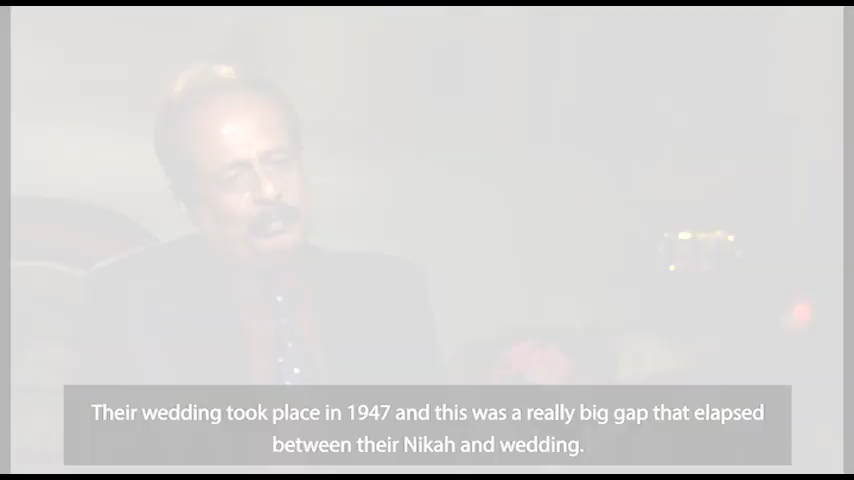 Their wedding took place in 1947 and this was a really big gap that elapsed
between their Nikah and wedding.